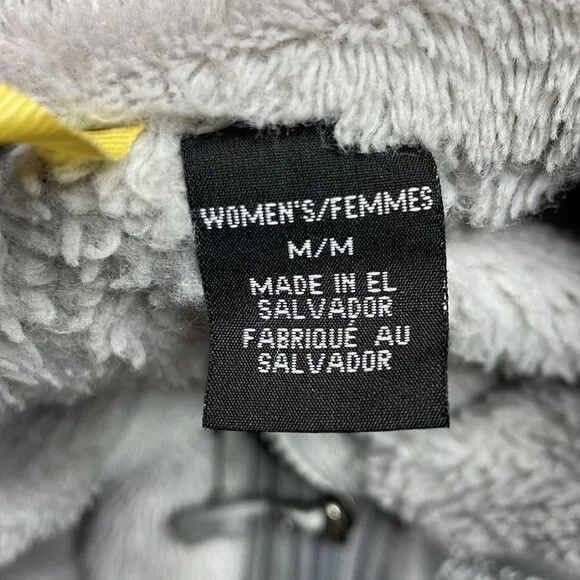 WOMEN'S/FEMMES
M/M
MADE IN EL
SALVADOR
FABRIQUÉ AU
SALVADOR